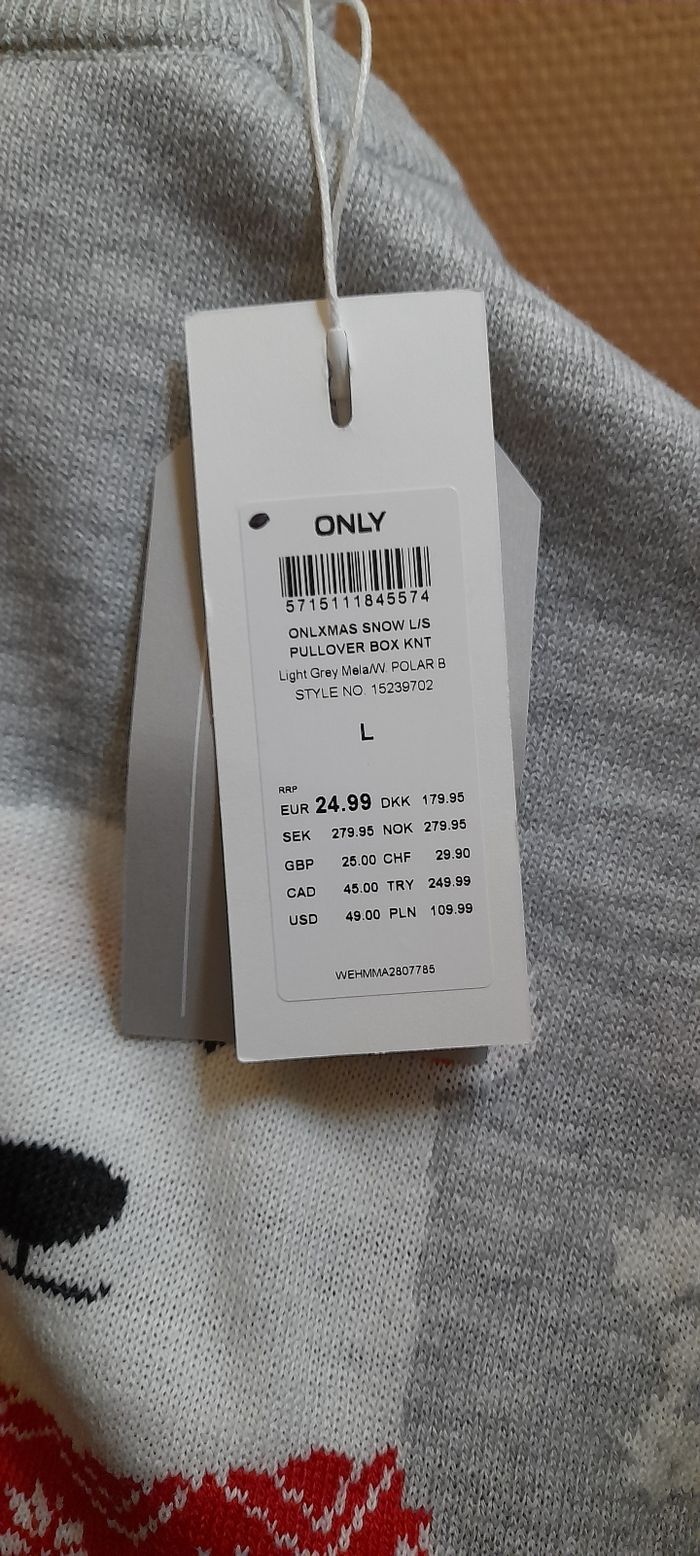 ONLY
5715111845574
ONLXMAS SNOW L/S
PULLOVER BOX KNT
Light Grey Mela/W. POLAR B
STYLE NO. 15239702
L
RRP
EUR 24.99 DKK 179.95
SEK 279.95 NOK 279.95
GBP 25.00 CHF 29.90
CAD 45.00 TRY 249.99
USD 49.00 PLN 109.99
WEHMMA2807785